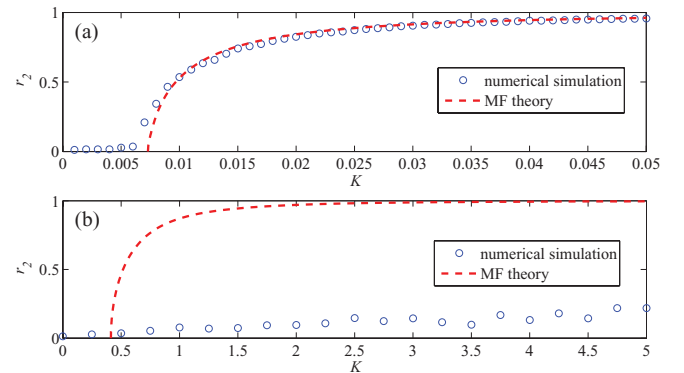 (a)
1
0.5
0
r2
numerical simulation
MF theory
0 0.005 0.01 0.015 0.02 0.025 0.03 0.035 0.04 0.045 0.05
K
(b)
1
0.5
0
r2
numerical simulation
MF theory
0 0.5 1 1.5 2 2.5 3 3.5 4 4.5 5
K